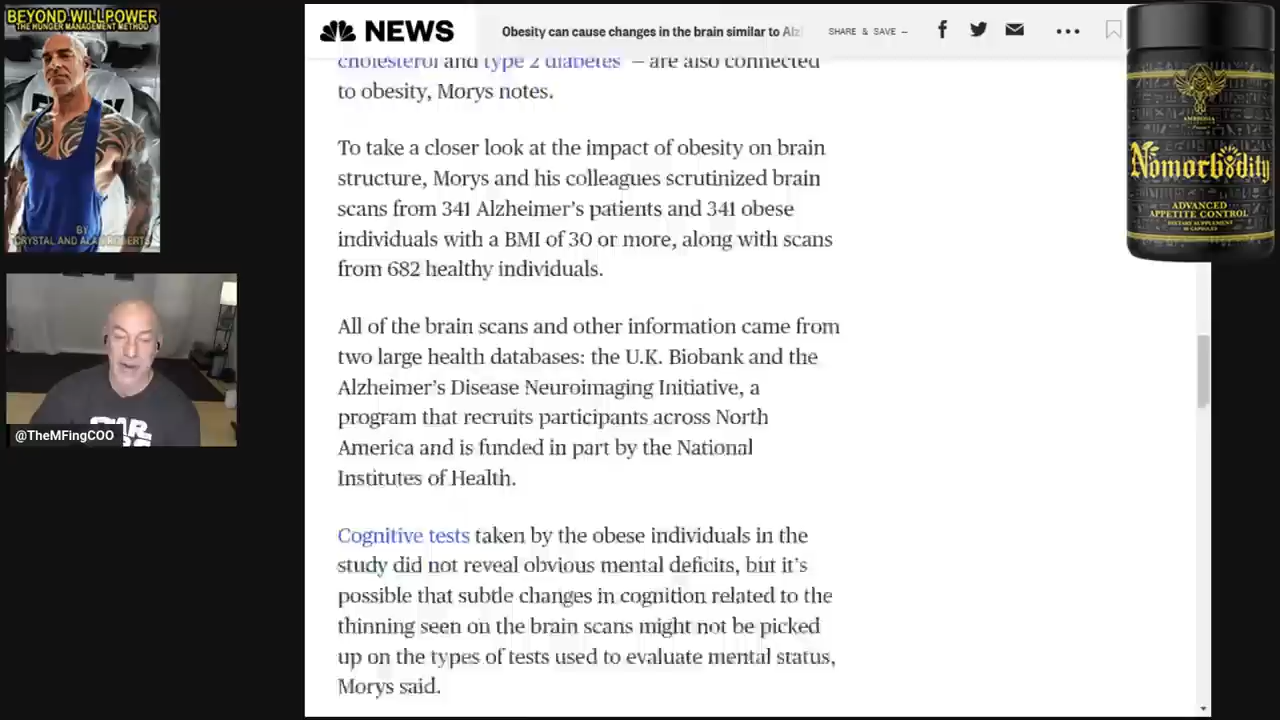 BEYOND WILLPOWER
THE HUNGER MANAGEMENT METHOD
BY
CRYSTAL AND ALAN ROBERTS
@TheMFingCOO
NEWS
Obesity can cause changes in the brain similar to Alz
SHARE & SAVE —
cholesterol and type 2 diabetes — are also connected
to obesity, Morys notes.
To take a closer look at the impact of obesity on brain
structure, Morys and his colleagues scrutinized brain
scans from 341 Alzheimer's patients and 341 obese
individuals with a BMI of 30 or more, along with scans
from 682 healthy individuals.
All of the brain scans and other information came from
two large health databases: the U.K. Biobank and the
Alzheimer's Disease Neuroimaging Initiative, a
program that recruits participants across North
America and is funded in part by the National
Institutes of Health.
Cognitive tests taken by the obese individuals in the
study did not reveal obvious mental deficits, but it's
possible that subtle changes in cognition related to the
thinning seen on the brain scans might not be picked
up on the types of tests used to evaluate mental status,
Morys said.
AMBROSIA
Nomorbidity
ADVANCED
APPETITE CONTROL
DIETARY SUPPLEMENT